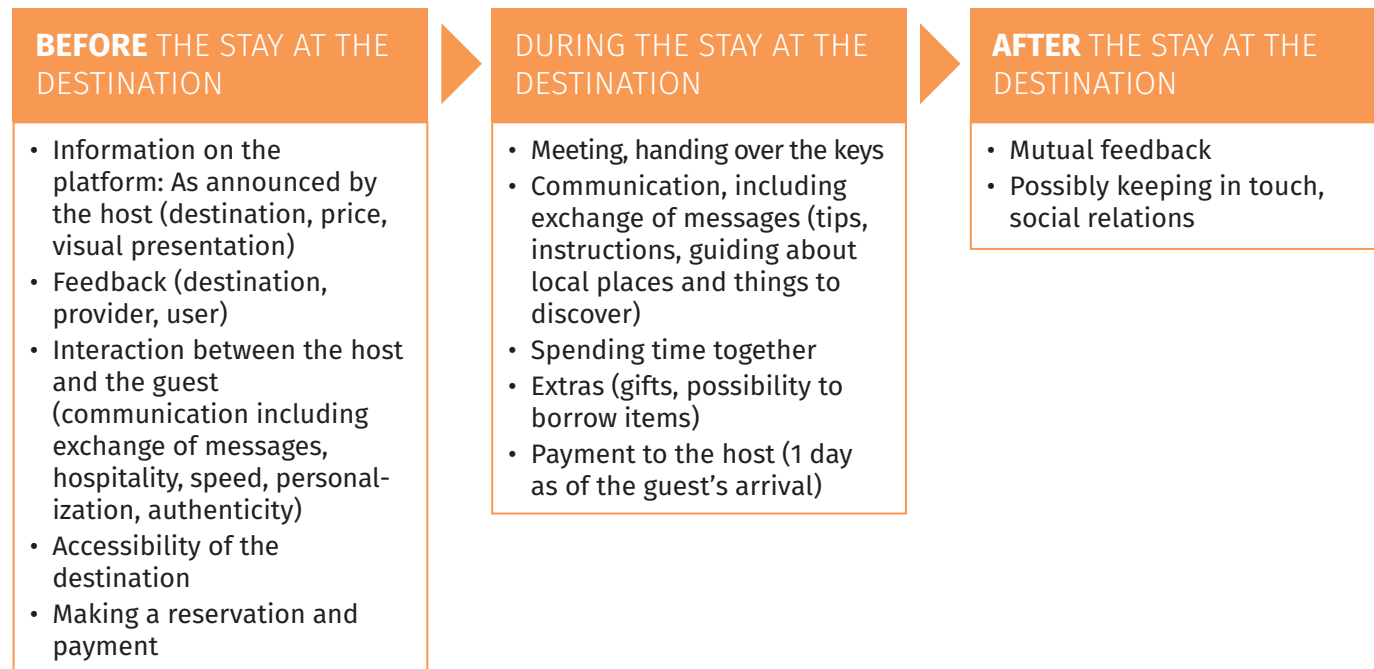 BEFORE THE STAY AT THE
DESTINATION
• Information on the
platform: As announced by
the host (destination, price,
visual presentation)
• Feedback (destination,
provider, user)
• Interaction between the host
and the guest
(communication including
exchange of messages,
hospitality, speed, personal-
ization, authenticity)
• Accessibility of the
destination
• Making a reservation and
payment
DURING THE STAY AT THE
DESTINATION
• Meeting, handing over the keys
• Communication, including
exchange of messages (tips,
instructions, guiding about
local places and things to
discover)
• Spending time together
• Extras (gifts, possibility to
borrow items)
• Payment to the host (1 day
as of the guest’s arrival)
AFTER THE STAY AT THE
DESTINATION
• Mutual feedback
• Possibly keeping in touch,
social relations